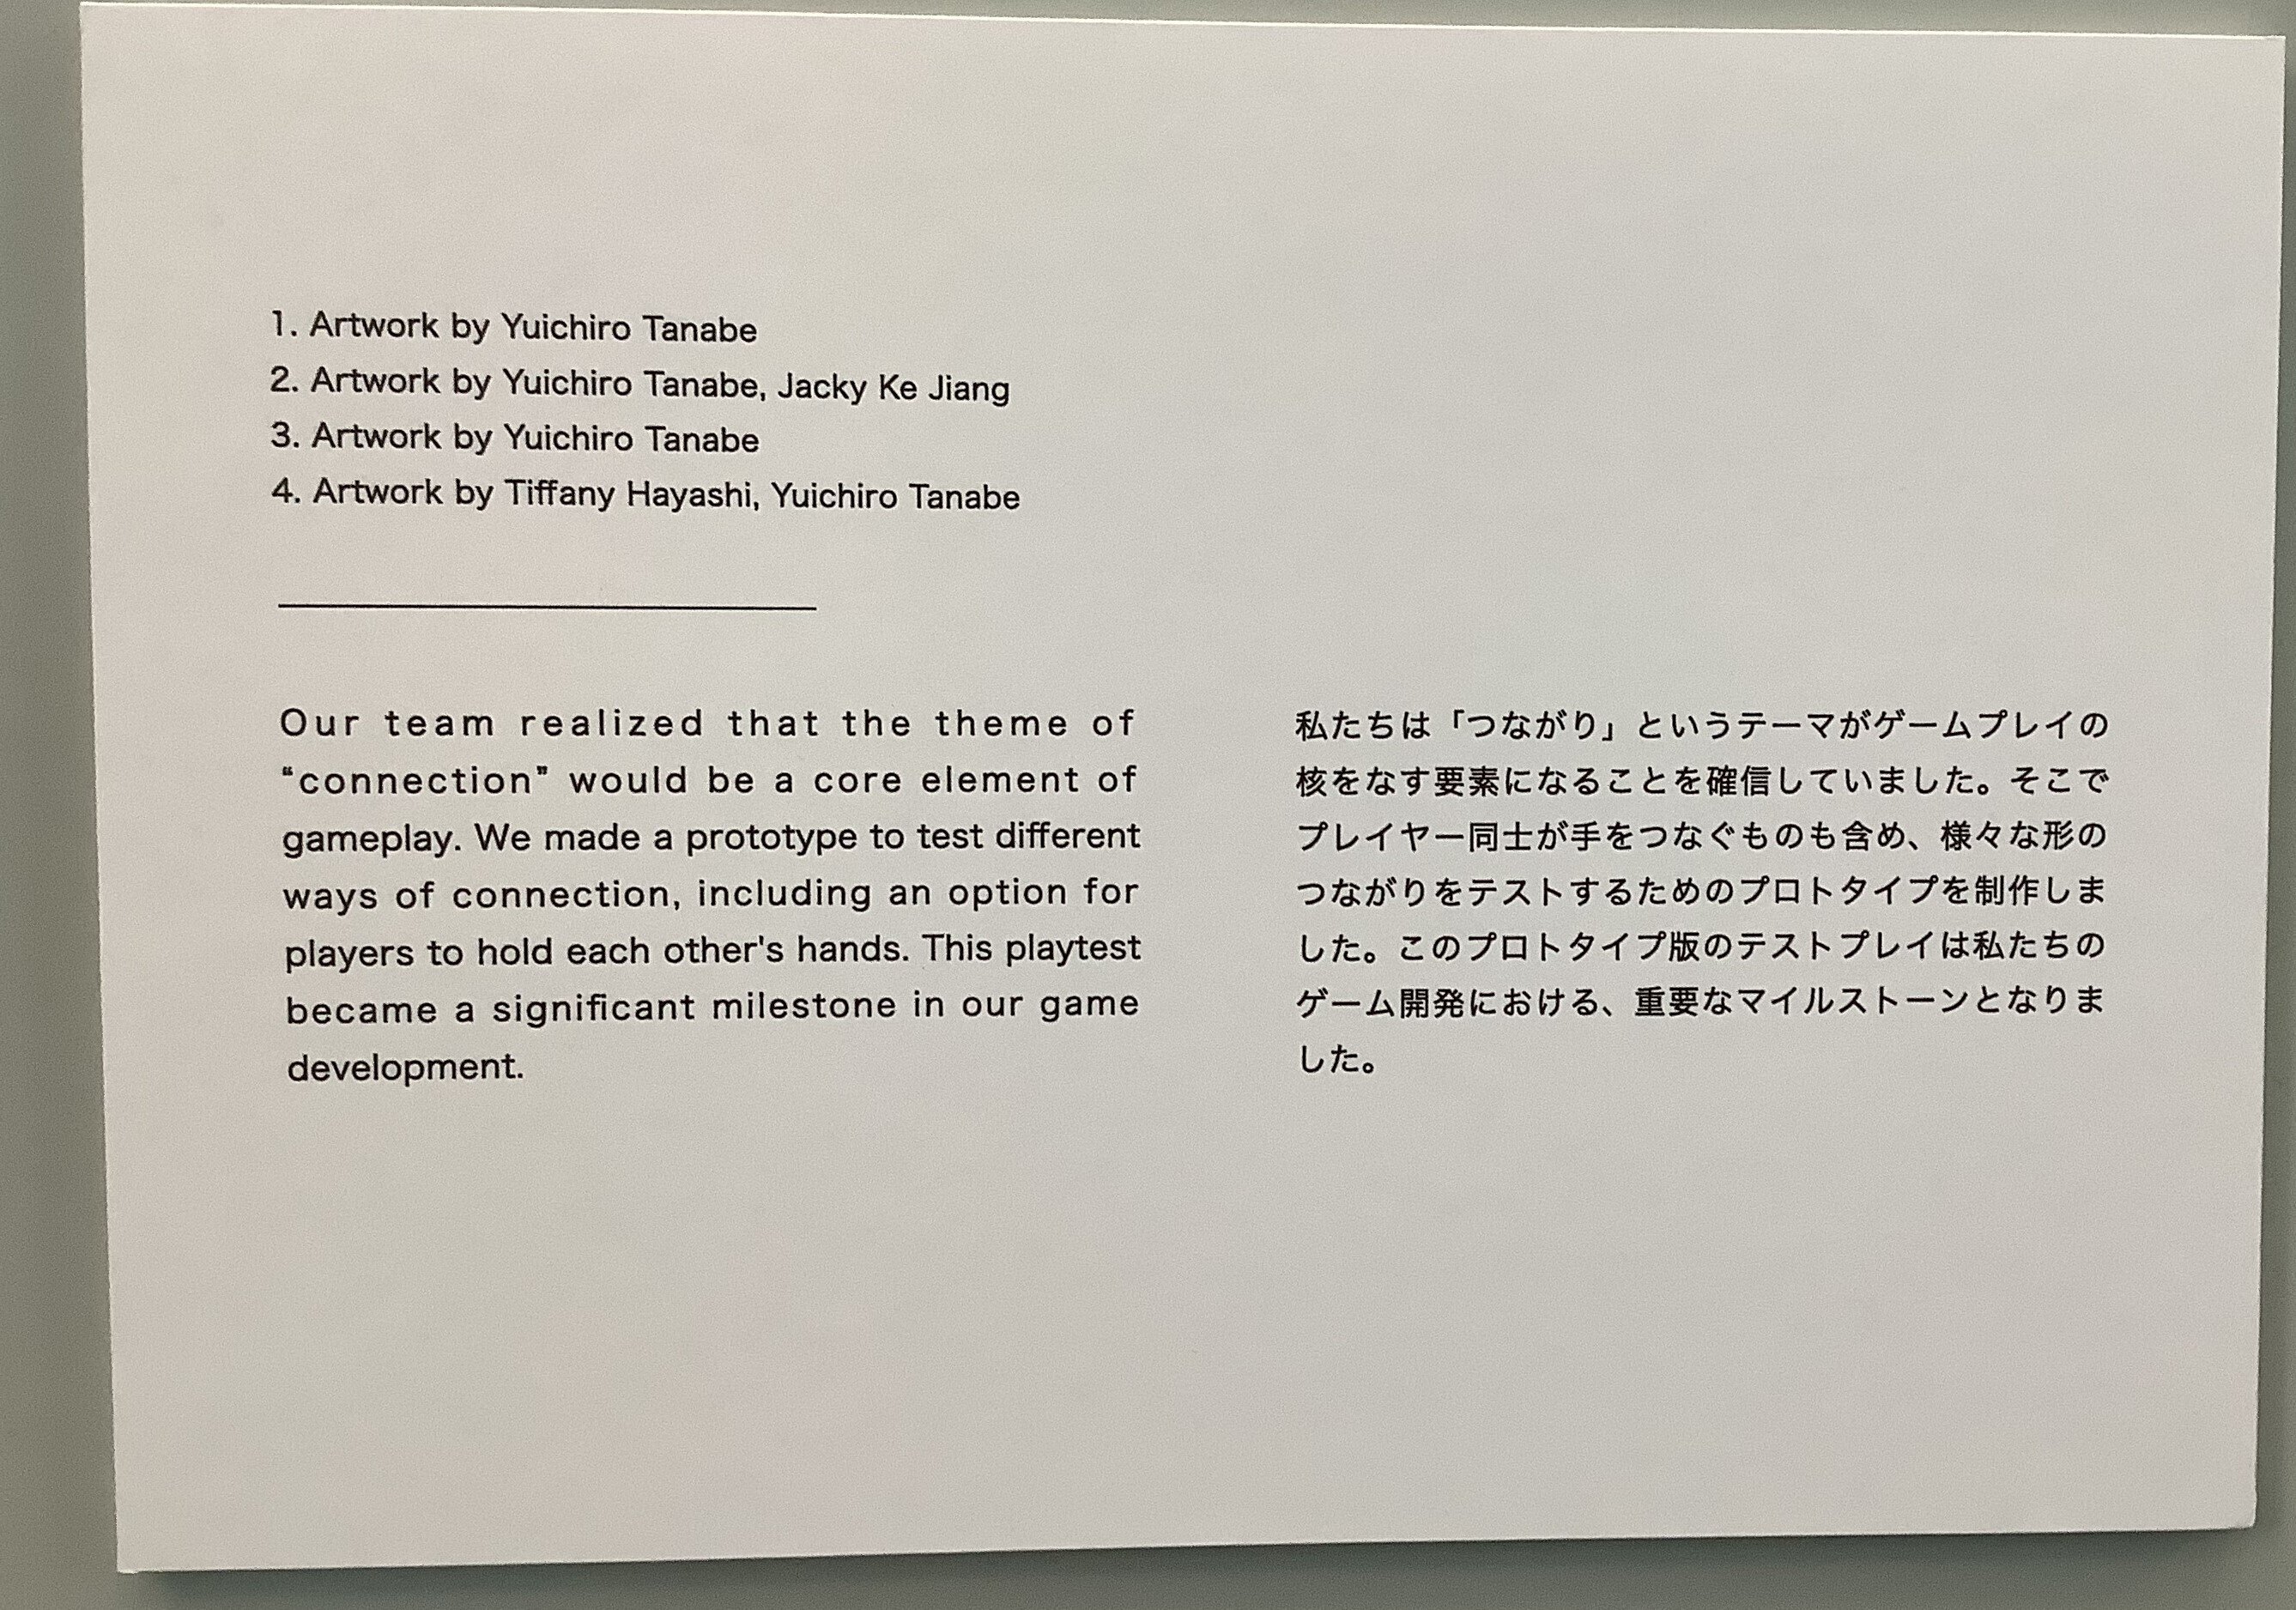 1. Artwork by Yuichiro Tanabe
2. Artwork by Yuichiro Tanabe, Jacky Ke Jiang
3. Artwork by Yuichiro Tanabe
4. Artwork by Tiffany Hayashi, Yuichiro Tanabe
Our team realized that the theme of
“connection” would be a core element of
gameplay. We made a prototype to test different
ways of connection, including an option for
players to hold each other's hands. This playtest
became a significant milestone in our game
development.
私たちは「つながり」というテーマがゲームプレイの
核をなす要素になることを確信していました。そこで
プレイヤー同士が手をつなぐものも含め、様々な形の
つながりをテストするためのプロトタイプを制作しま
した。このプロトタイプ版のテストプレイは私たちの
ゲーム開発における、重要なマイルストーンとなりま
した。